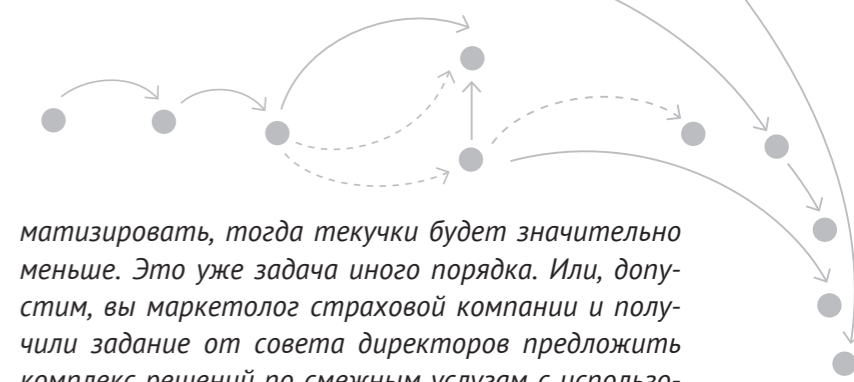 матизировать, тогда текучки будет значительно
меньше. Это уже задача иного порядка. Или, допу-
стим, вы маркетолог страховой компании и полу-
чили задание от совета директоров предложить
комплекс решений по смежным услугам с использо-